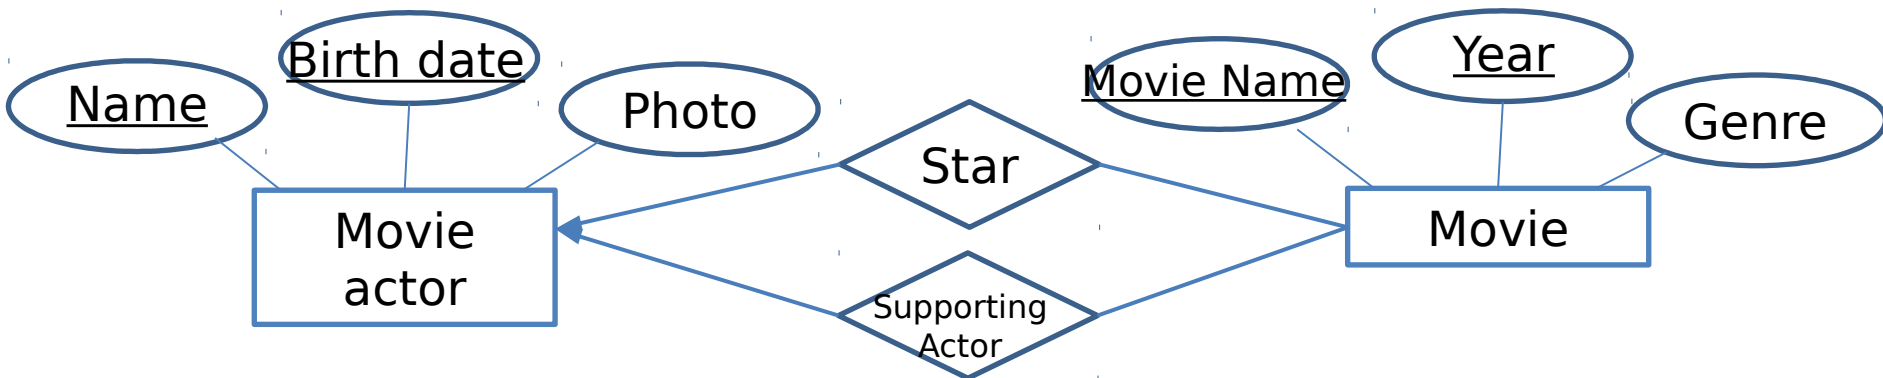 Name
Birth date
Photo
Movie Name
Year
Genre
Star
Movie
actor
Movie
Supporting
Actor